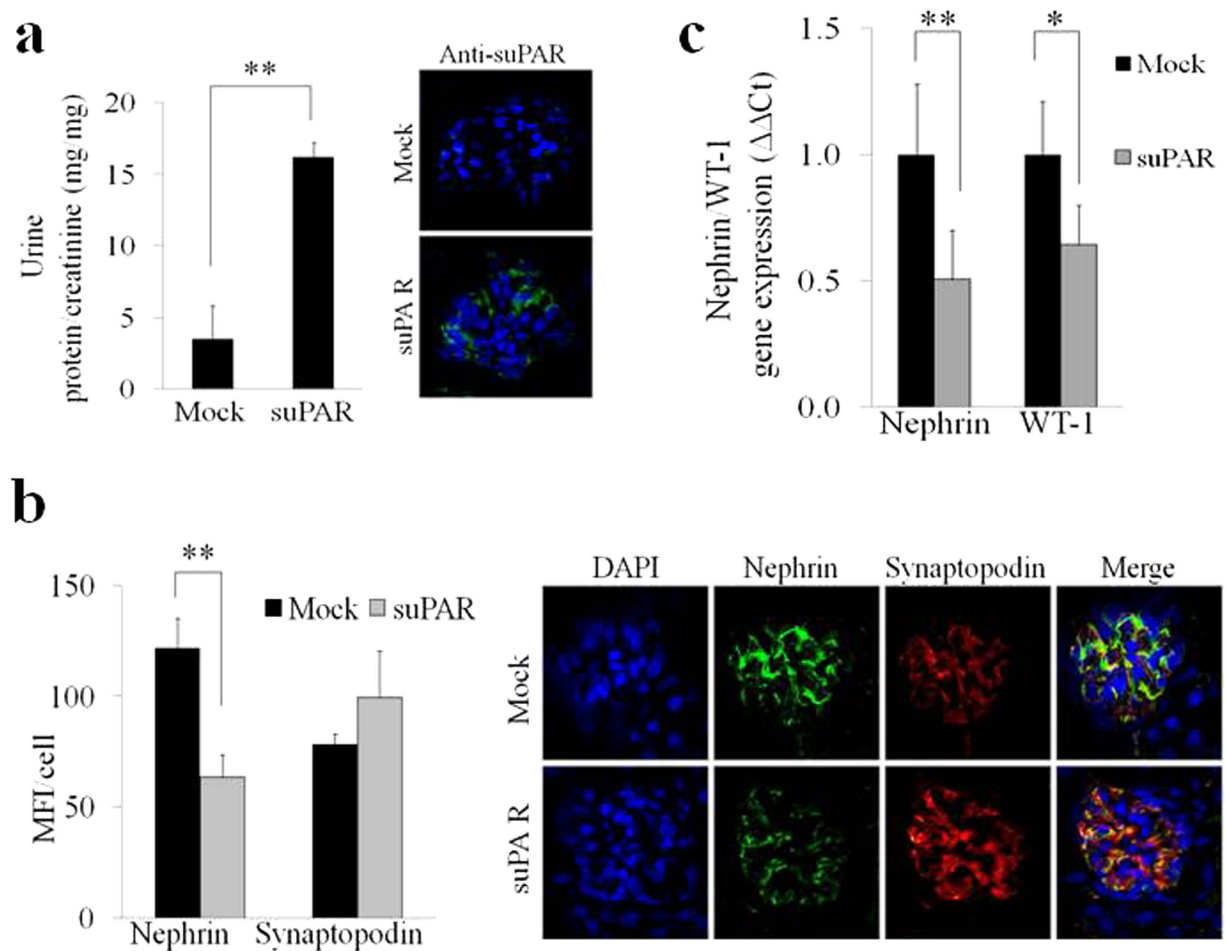 a
**
Urine
protein/creatinine (mg/mg)
20
15
10
5
0
Mock suPAR
Anti-suPAR
Mock
suPA R
c
** *
Nephrin/WT-1
gene expression (ΔΔCt)
1.5
1.0
0.5
0.0
Nephrin WT-1
Mock
suPAR
b
**
MFI/cell
150
100
50
0
Mock suPAR
Nephrin Synaptopodin
DAPI Nephrin Synaptopodin Merge
Mock
suPA R